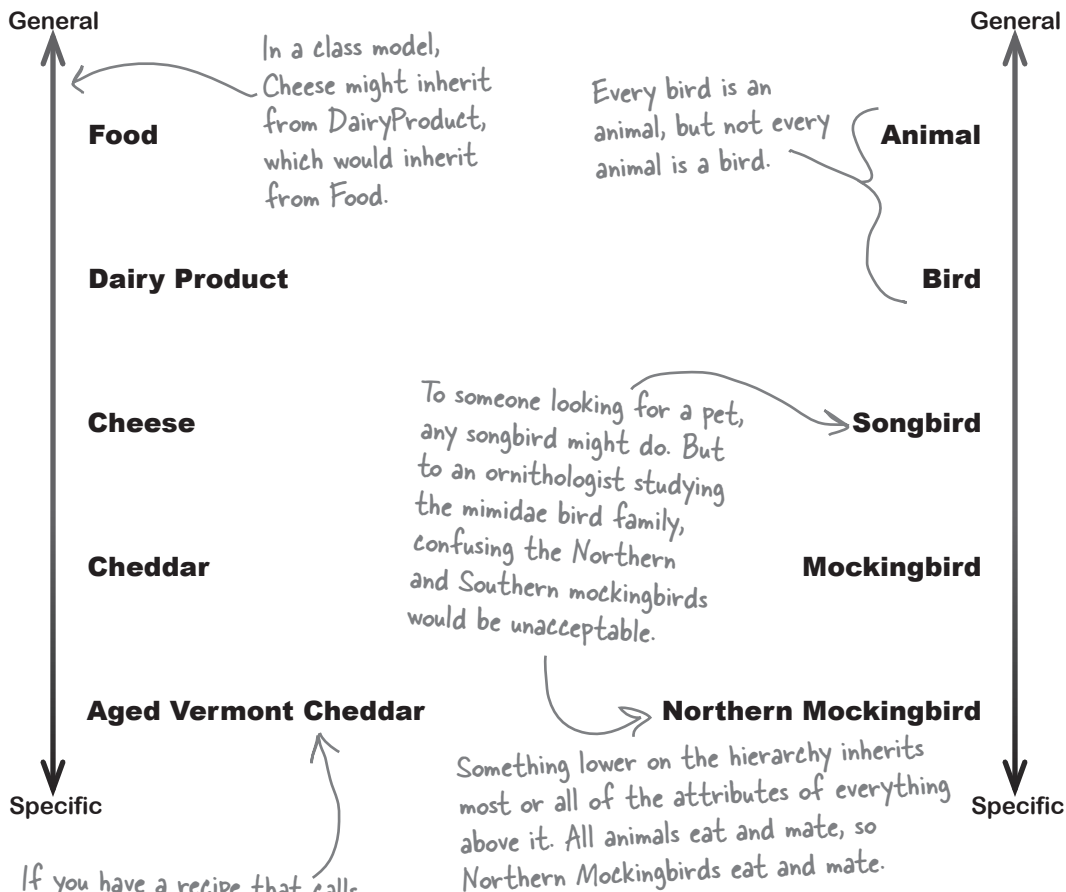 General
General
In a class model,
Cheese might inherit
from DairyProduct,
which would inherit
from Food.
Every bird is an
animal, but not every
animal is a bird.
Food
Animal
Dairy Product
Bird
To someone looking for a pet,
any songbird might do. But
to an ornithologist studying
the mimidae bird family,
confusing the Northern
and Southern mockingbirds
would be unacceptable.
Cheese
Songbird
Cheddar
Mockingbird
Aged Vermont Cheddar
Northern Mockingbird
Something lower on the hierarchy inherits
most or all of the attributes of everything
above it. All animals eat and mate, so
Northern Mockingbirds eat and mate.
Specific
Specific
If you have a recipe that calls